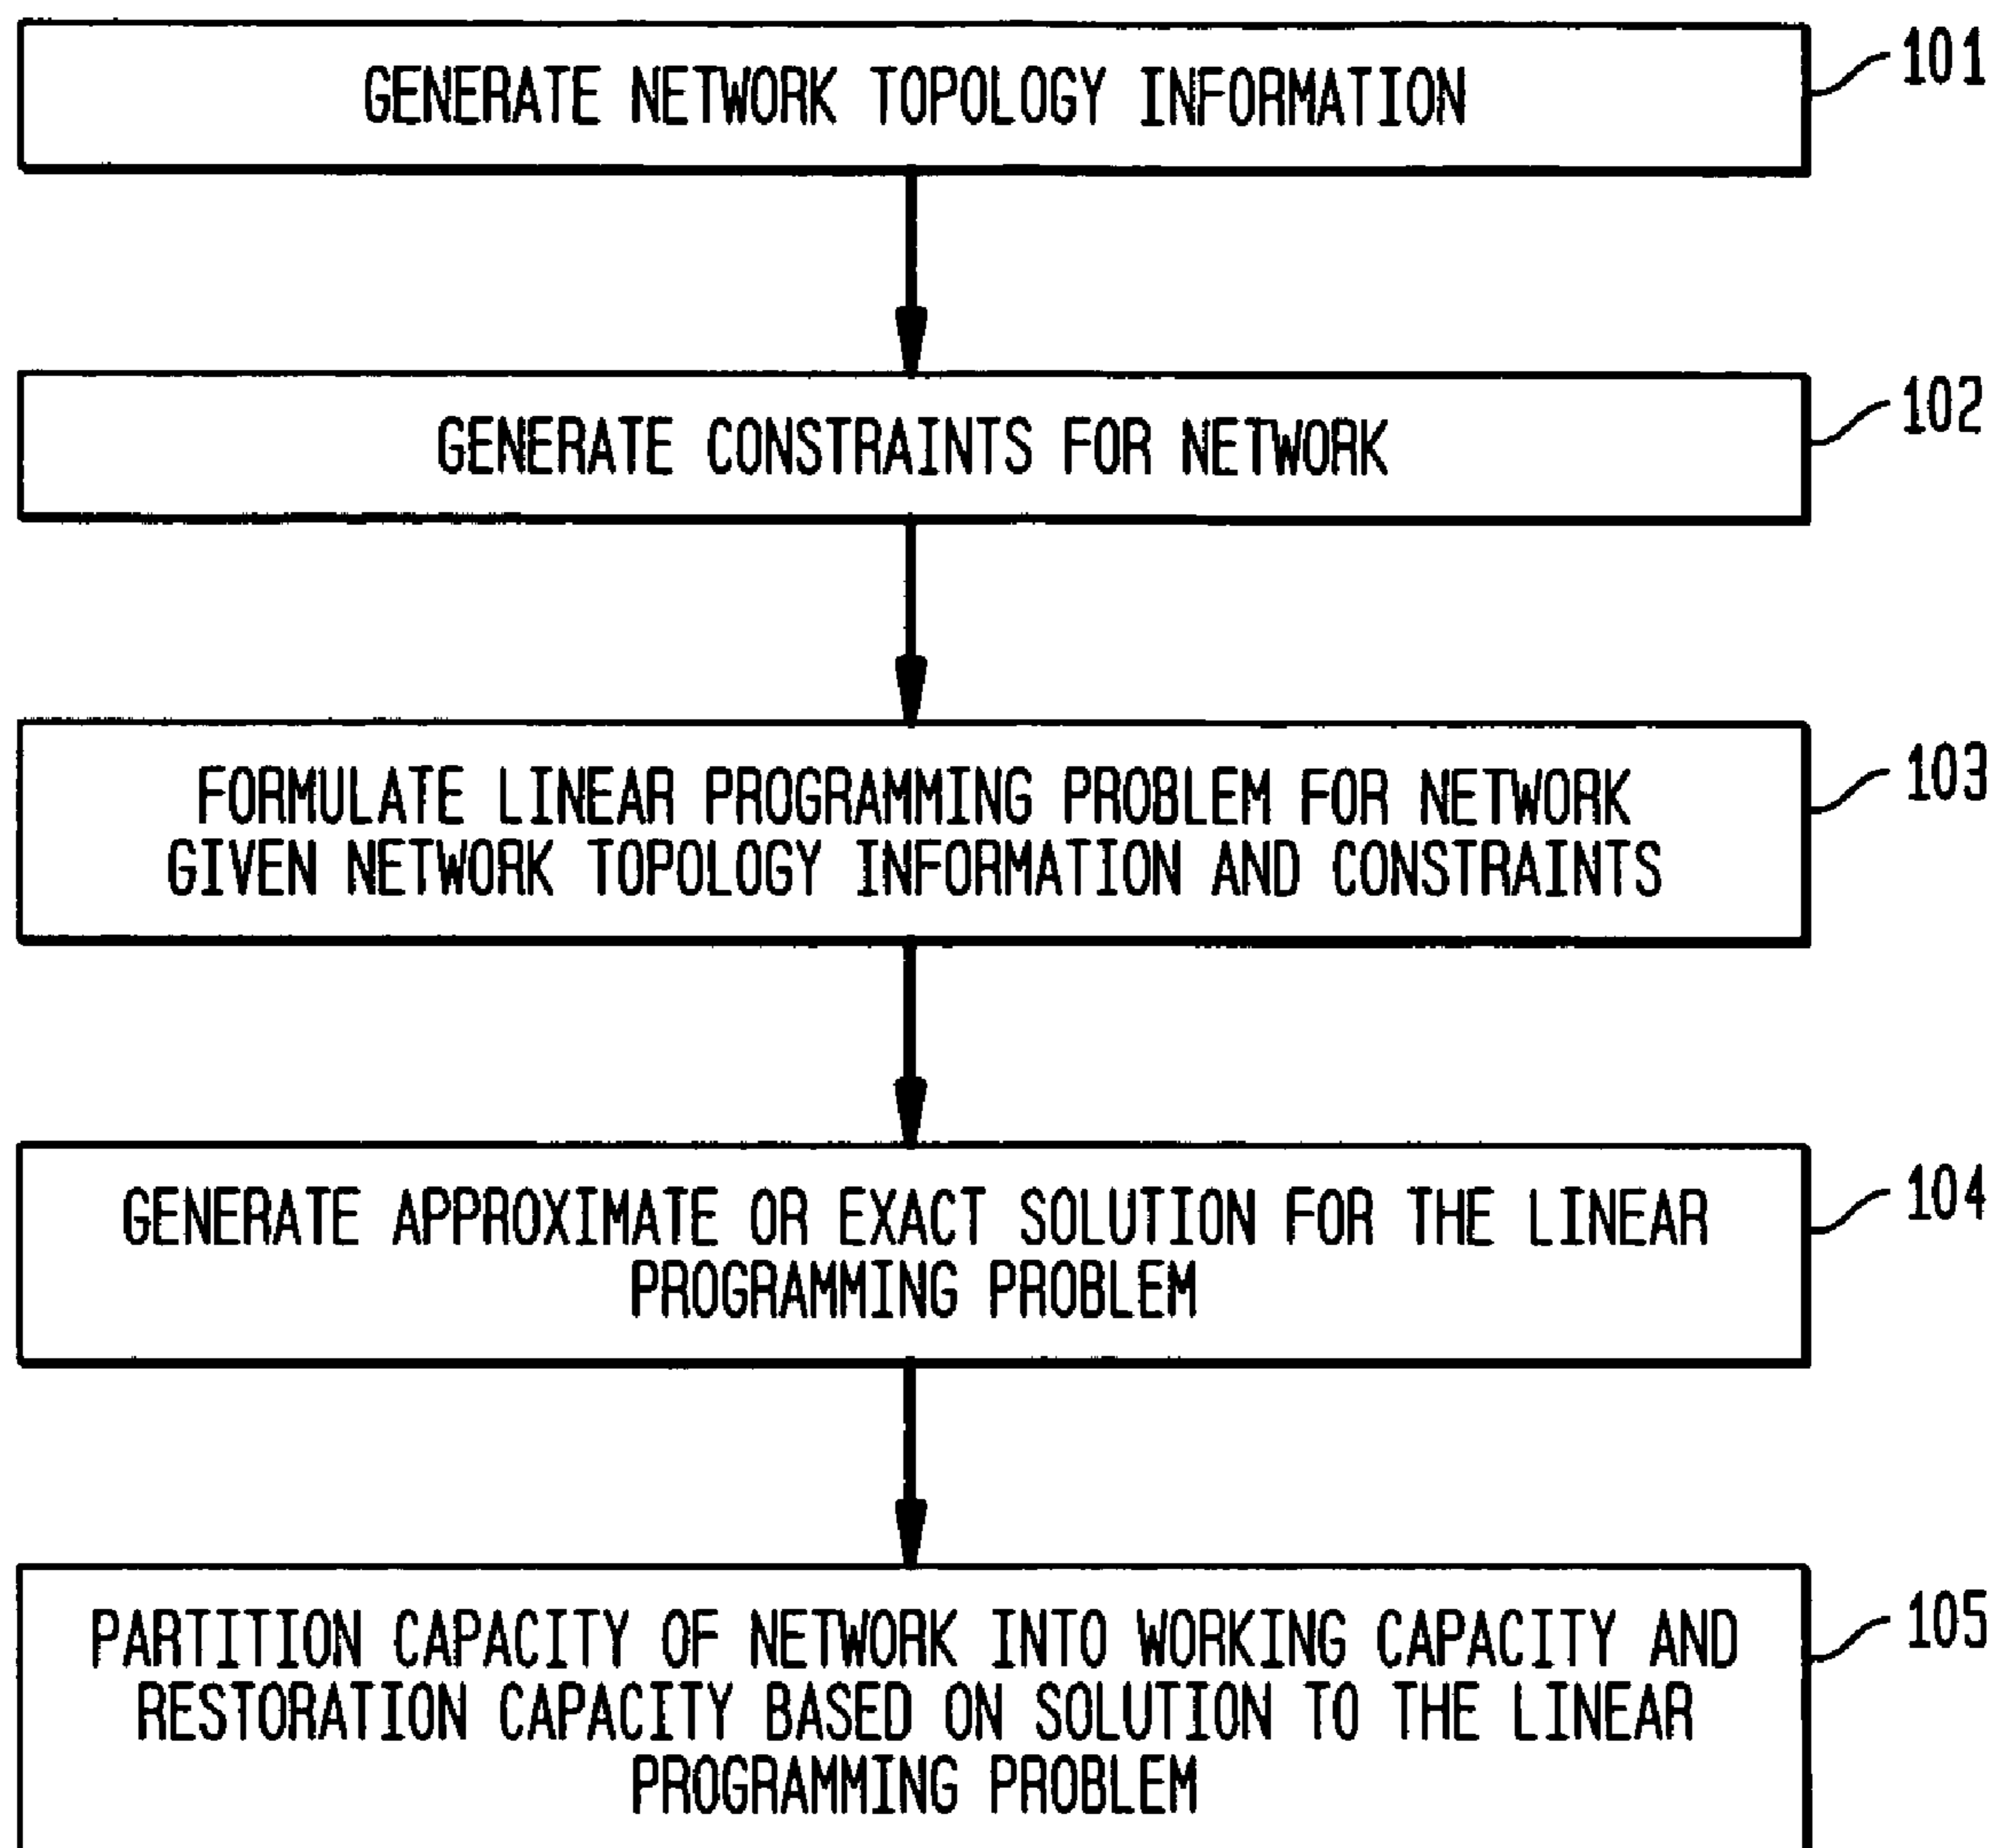 GENERATE NETWORK TOPOLOGY INFORMATION
101
GENERATE CONSTRAINTS FOR NETWORK
102
FORMULATE LINEAR PROGRAMMING PROBLEM FOR NETWORK
GIVEN NETWORK TOPOLOGY INFORMATION AND CONSTRAINTS
103
GENERATE APPROXIMATE OR EXACT SOLUTION FOR THE LINEAR
PROGRAMMING PROBLEM
104
PARTITION CAPACITY OF NETWORK INTO WORKING CAPACITY AND
RESTORATION CAPACITY BASED ON SOLUTION TO THE LINEAR
PROGRAMMING PROBLEM
105